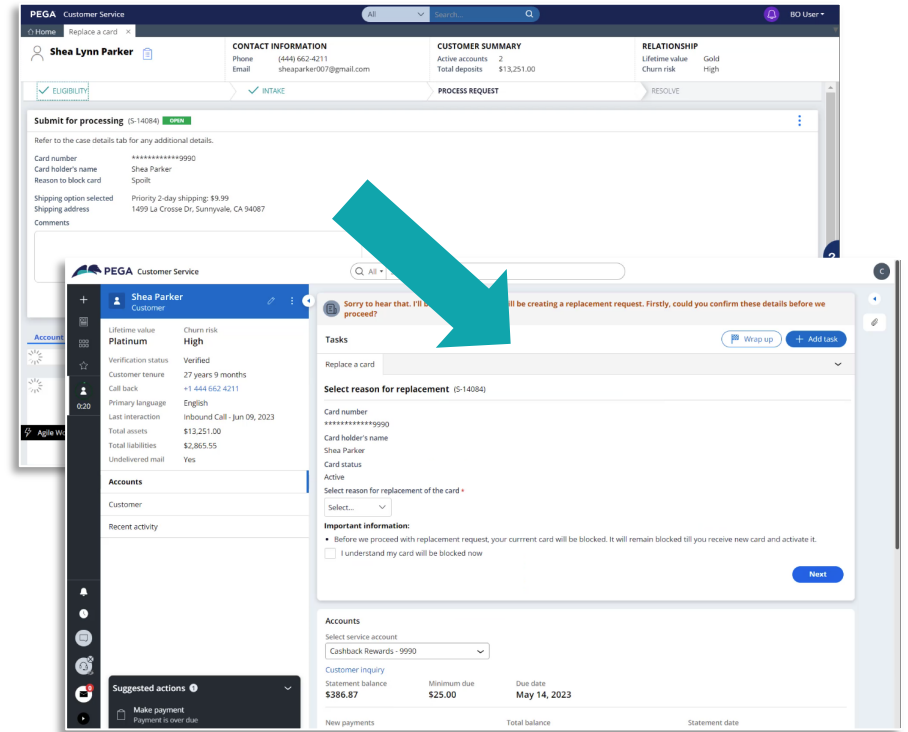 PEGA Customer Service
All
Search...
BO User
Home
Replace a card ×
Shea Lynn Parker
CONTACT INFORMATION
Phone (444) 662-4211
Email sheaparker007@gmail.com
CUSTOMER SUMMARY
Active accounts 2
Total deposits $13,251.00
RELATIONSHIP
Lifetime value Gold
Churn risk High
ELIGIBILITY
INTAKE
PROCESS REQUEST
RESOLVE
Submit for processing (S-14084) OPEN
Refer to the case details tab for any additional details.
Card number ************9990
Card holder's name Shea Parker
Reason to block card Spoilt
Shipping option selected Priority 2-day shipping: $9.99
Shipping address 1499 La Crosse Dr, Sunnyvale, CA 94087
Comments
Account
Agile
PEGA Customer Service
All
C
Shea Parker
Customer
Lifetime value
Platinum
Churn risk
High
Verification status Verified
Customer tenure 27 years 9 months
Call back +1 444 662 4211
Primary language English
Last interaction Inbound Call - Jun 09, 2023
Total assets $13,251.00
Total liabilities $2,865.55
Undelivered mail Yes
0:20
Accounts
Customer
Recent activity
Suggested actions 1
Make payment
Payment is over due
Sorry to hear that. I'll be creating a replacement request. Firstly, could you confirm these details before we
proceed?
Tasks
Wrap up
+ Add task
Replace a card
Select reason for replacement (S-14084)
Card number
************9990
Card holder's name
Shea Parker
Card status
Active
Select reason for replacement of the card *
Select...
Important information:
• Before we proceed with replacement request, your currrent card will be blocked. It will remain blocked till you receive new card and activate it.
I understand my card will be blocked now
Next
Accounts
Select service account
Cashback Rewards - 9990
Customer inquiry
Statement balance
$386.87
Minimum due
$25.00
Due date
May 14, 2023
New payments
Total balance
Statement date